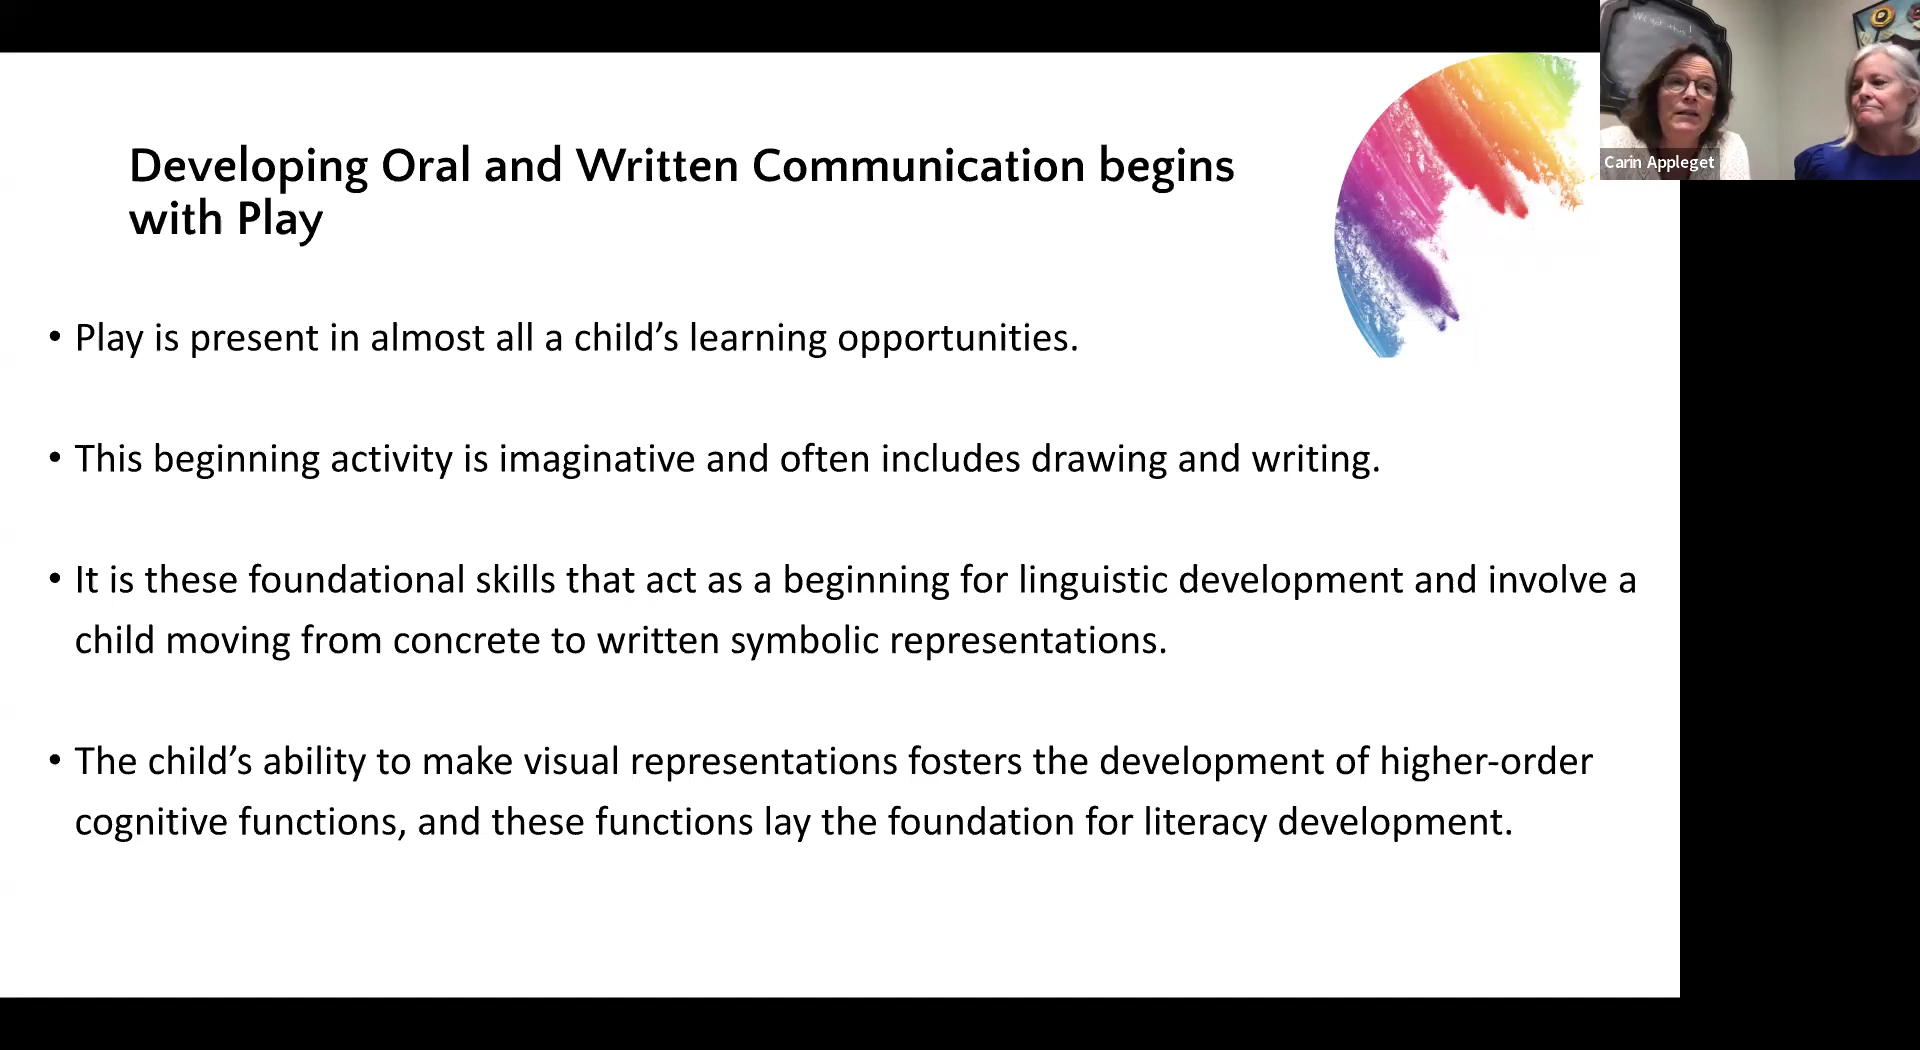 Developing Oral and Written Communication begins
with Play
• Play is present in almost all a child’s learning opportunities.
• This beginning activity is imaginative and often includes drawing and writing.
• It is these foundational skills that act as a beginning for linguistic development and involve a
child moving from concrete to written symbolic representations.
• The child’s ability to make visual representations fosters the development of higher-order
cognitive functions, and these functions lay the foundation for literacy development.
Carin Appleget